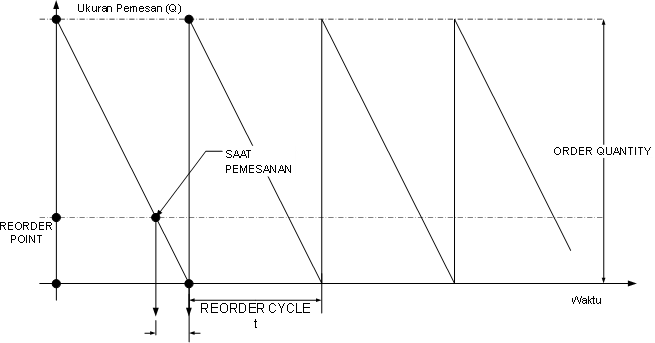 Ukuran Pemesan (Q)
SAAT
PEMESANAN
ORDER QUANTITY
REORDER
POINT
REORDER CYCLE
t
Waktu